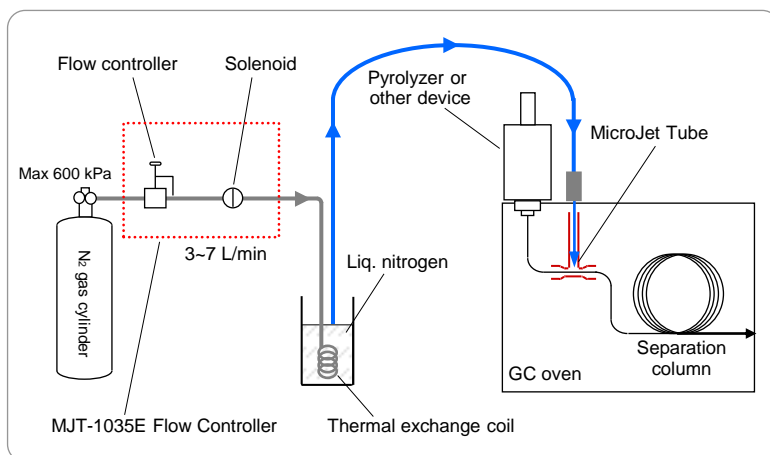 Flow controller
Solenoid
Pyrolyzer or
other device
MicroJet Tube
Max 600 kPa
3~7 L/min
N₂ gas cylinder
Liq. nitrogen
Separation
column
GC oven
MJT-1035E Flow Controller
Thermal exchange coil